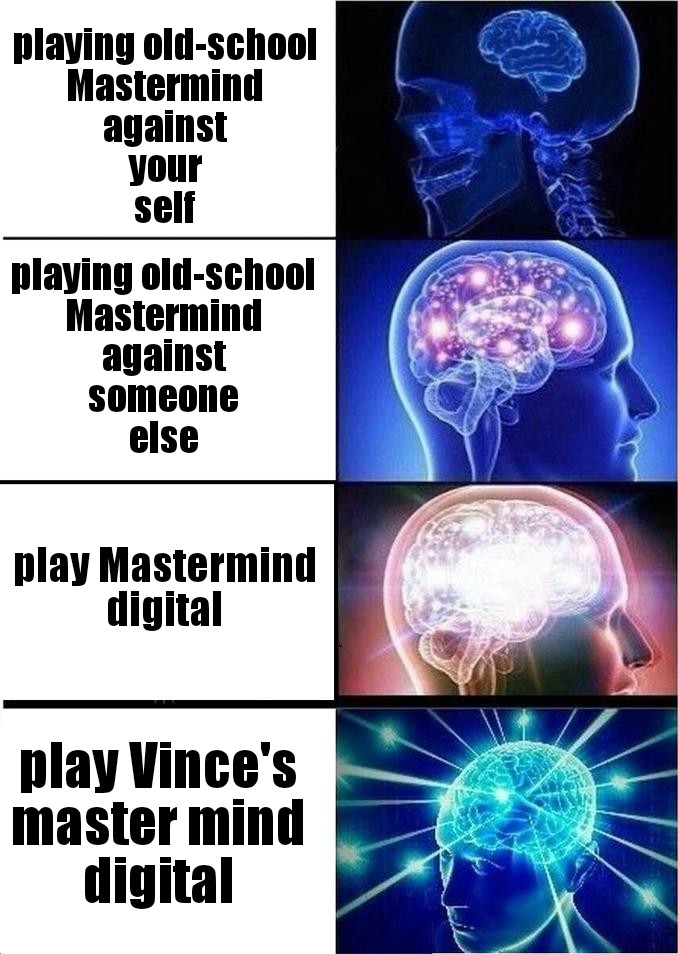 playing old-school
Mastermind
against
your
self
playing old-school
Mastermind
against
someone
else
play Mastermind
digital
play Vince's
master mind
digital